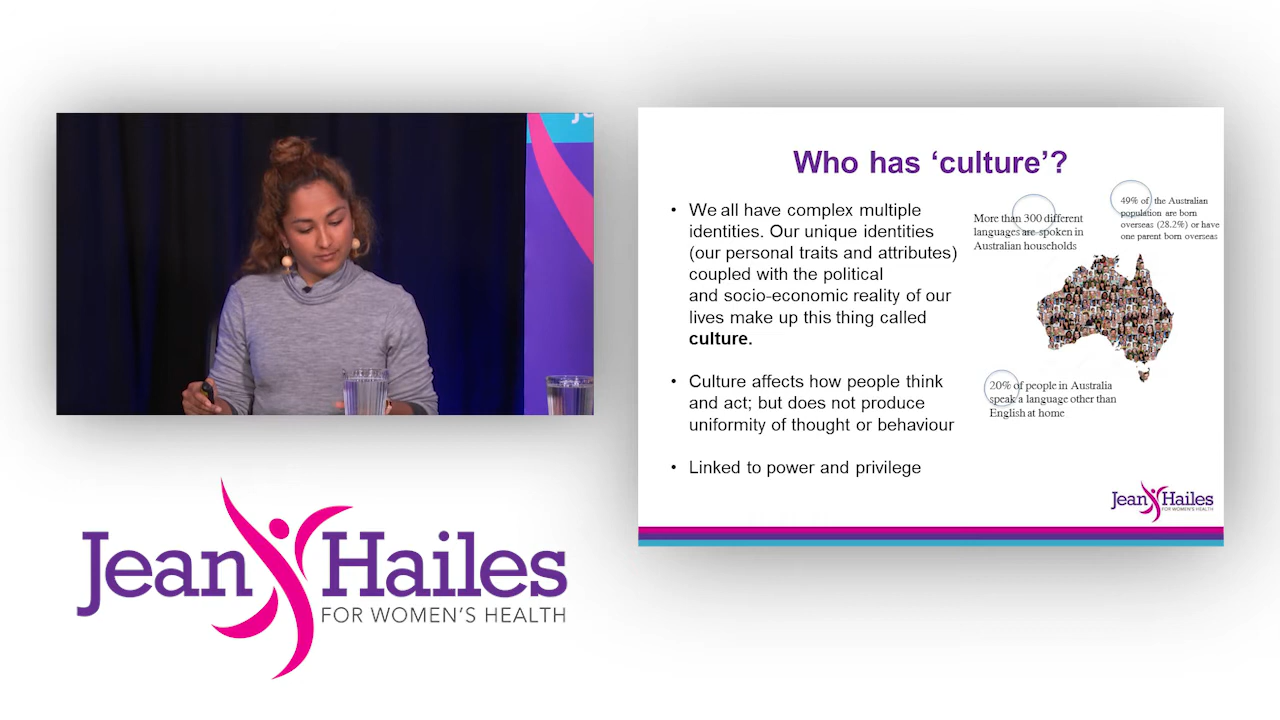 Je
Jean Hailes
FOR WOMEN'S HEALTH
Who has ‘culture’?
• We all have complex multiple
identities. Our unique identities
(our personal traits and attributes)
coupled with the political
and socio-economic reality of our
lives make up this thing called
culture.
• Culture affects how people think
and act; but does not produce
uniformity of thought or behaviour
• Linked to power and privilege
More than 300 different
languages are spoken in
Australian households
49% of the Australian
population are born
overseas (28.2%) or have
one parent born overseas
20% of people in Australia
speak a language other than
English at home
Jean Hailes
FOR WOMEN'S HEALTH